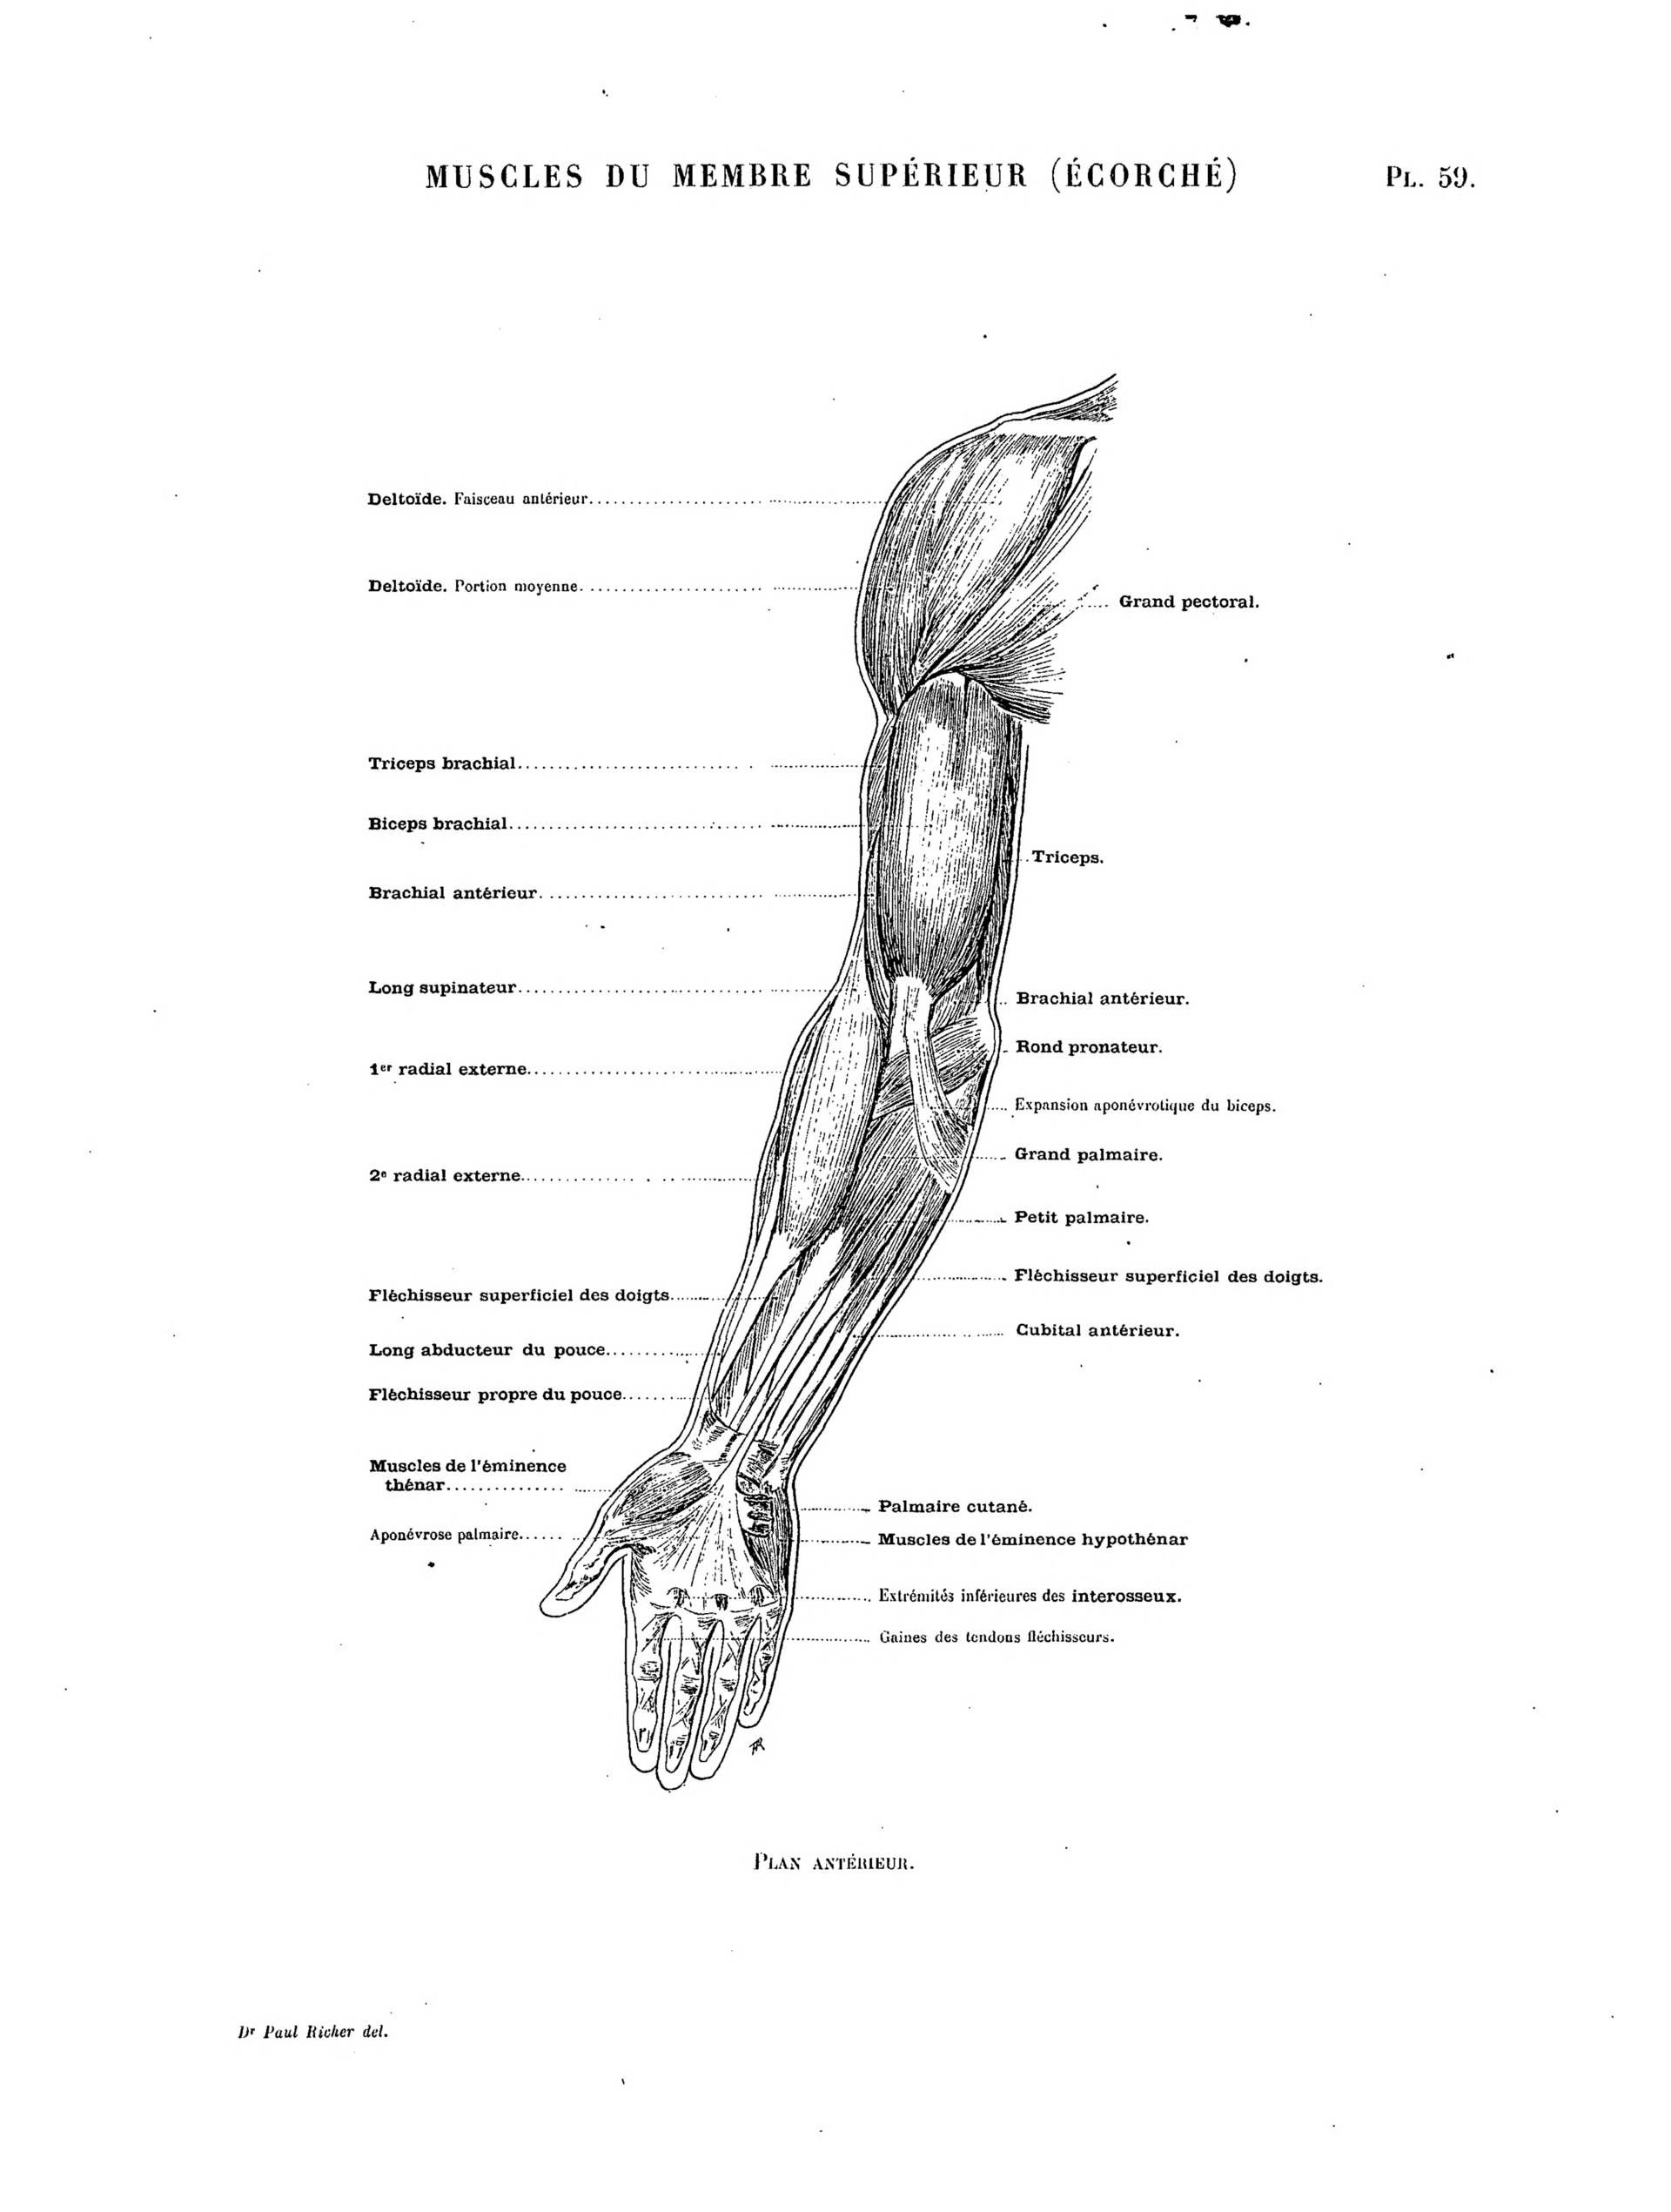 MUSCLES DU MEMBRE SUPÉRIEUR (ÉCORCHÉ)
PL. 59.
Deltoïde. Faisceau antérieur
Deltoïde. Portion moyenne
Triceps brachial
Biceps brachial
Brachial antérieur
Long supinateur
1er radial externe
2e radial externe
Fléchisseur superficiel des doigts
Long abducteur du pouce
Fléchisseur propre du pouce
Muscles de l'éminence
thénar
Aponévrose palmaire
Grand pectoral.
Triceps.
Brachial antérieur.
Rond pronateur.
Expansion aponévrotique du biceps.
Grand palmaire.
Petit palmaire.
Fléchisseur superficiel des doigts.
Cubital antérieur.
Palmaire cutané.
Muscles de l'éminence hypothénar
Extrémités inférieures des interosseux.
Gaines des tendons fléchisseurs.
PLAN ANTÉRIEUR.
Dr Paul Richer del.